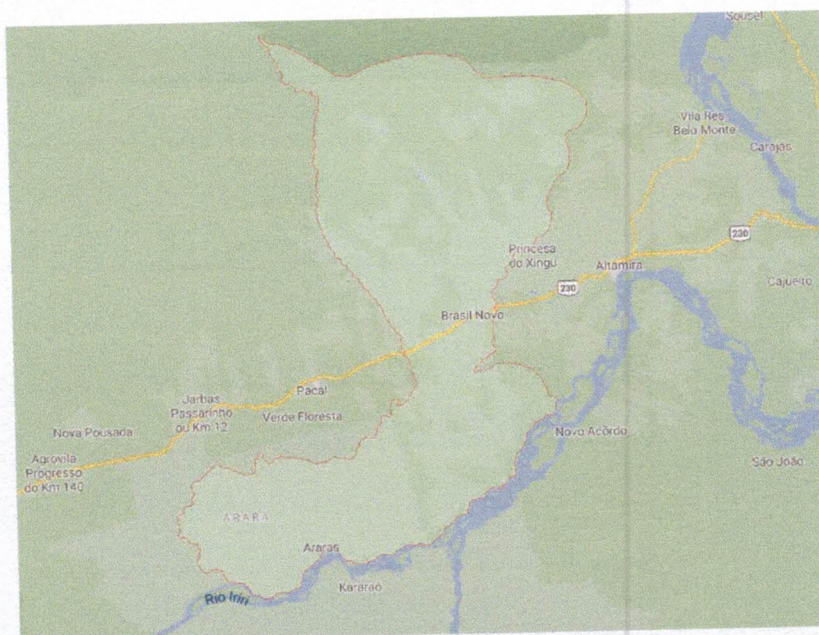 Sousel
Vila Res
Belo Monte
Carajás
230
Princesa
do Xingu
Altamira
230
Cajueiro
Brasil Novo
Pacal
Jarbas
Passarinho
ou Km 12
Verde Floresta
Nova Pousada
Novo Acôrdo
Agrovila
Progresso
do Km 140
São João
ARARA
Araras
Kararaô
Rio Iriri